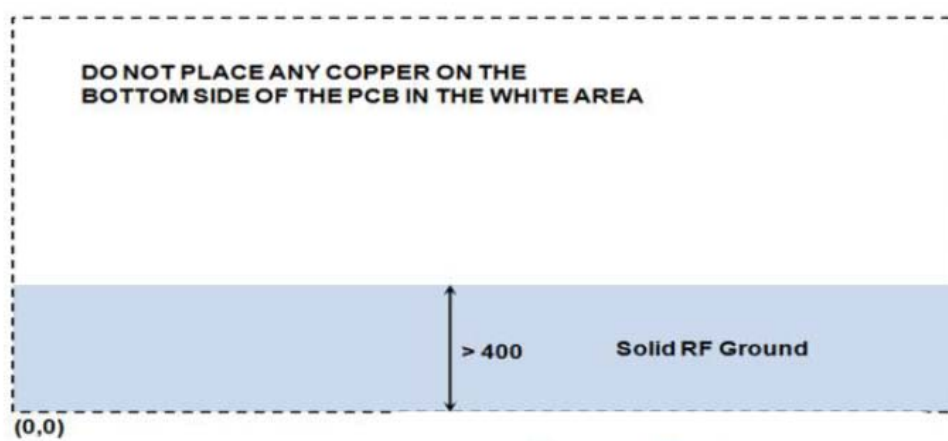 DO NOT PLACE ANY COPPER ON THE
BOTTOM SIDE OF THE PCB IN THE WHITE AREA
> 400
Solid RF Ground
(0,0)